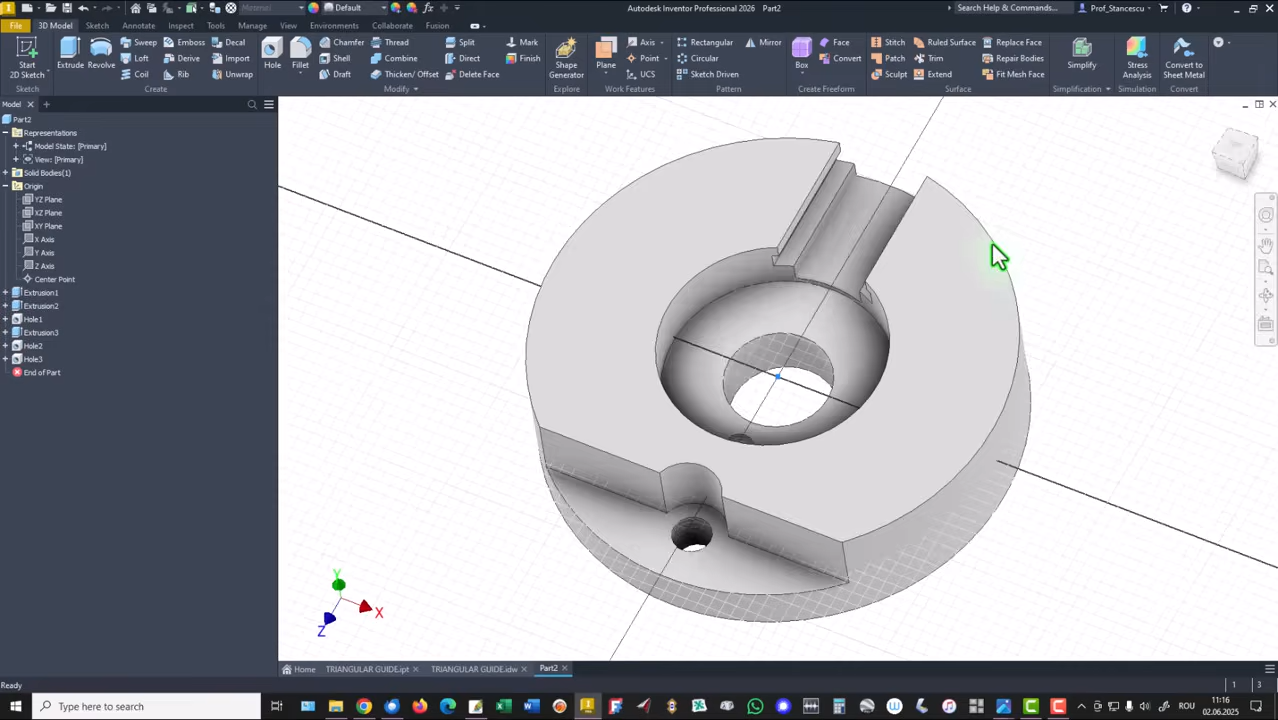 Material
Default
Autodesk Inventor Professional 2026 Part2
Search Help & Commands...
Prof_Stancescu
File
3D Model
Sketch
Annotate
Inspect
Tools
Manage
View
Environments
Collaborate
Fusion
Start
2D Sketch
Extrude
Revolve
Sweep
Loft
Coil
Emboss
Derive
Rib
Decal
Import
Unwrap
Hole
Fillet
Chamfer
Shell
Draft
Thread
Combine
Thicken/ Offset
Split
Direct
Delete Face
Mark
Finish
Shape
Generator
Plane
Axis
Point
UCS
Rectangular
Circular
Sketch Driven
Mirror
Box
Face
Convert
Stitch
Patch
Sculpt
Ruled Surface
Trim
Extend
Replace Face
Repair Bodies
Fit Mesh Face
Simplify
Stress
Analysis
Convert to
Sheet Metal
Sketch
Create
Modify
Explore
Work Features
Pattern
Create Freeform
Surface
Simplification
Simulation
Convert
Model
Part2
Representations
Model State: [Primary]
View: [Primary]
Solid Bodies(1)
Origin
YZ Plane
XZ Plane
XY Plane
X Axis
Y Axis
Z Axis
Center Point
Extrusion1
Extrusion2
Hole1
Extrusion3
Hole2
Hole3
End of Part
Y
X
Z
Home
TRIANGULAR GUIDE.ipt
TRIANGULAR GUIDE.idw
Part2
Ready
1
3
Type here to search
ROU
11:16
02.06.2025